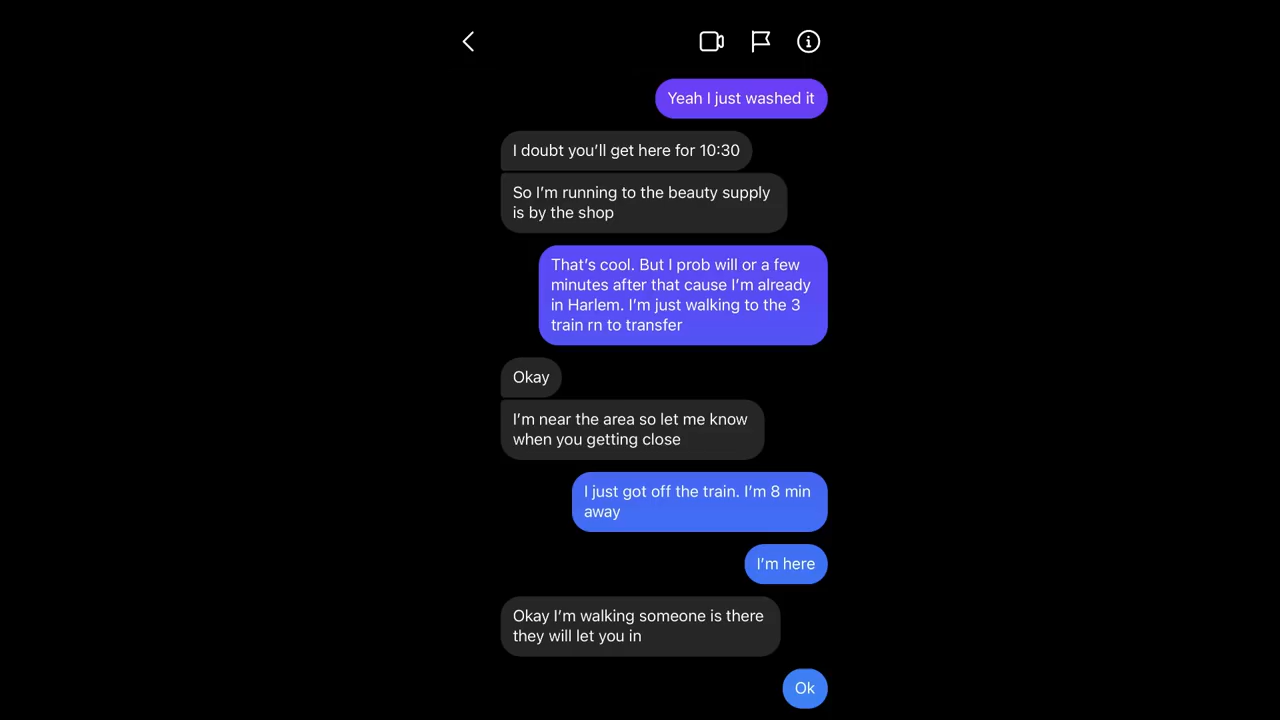 Yeah I just washed it
I doubt you’ll get here for 10:30
So I’m running to the beauty supply
is by the shop
That’s cool. But I prob will or a few
minutes after that cause I’m already
in Harlem. I’m just walking to the 3
train rn to transfer
Okay
I’m near the area so let me know
when you getting close
I just got off the train. I’m 8 min
away
I’m here
Okay I’m walking someone is there
they will let you in
Ok